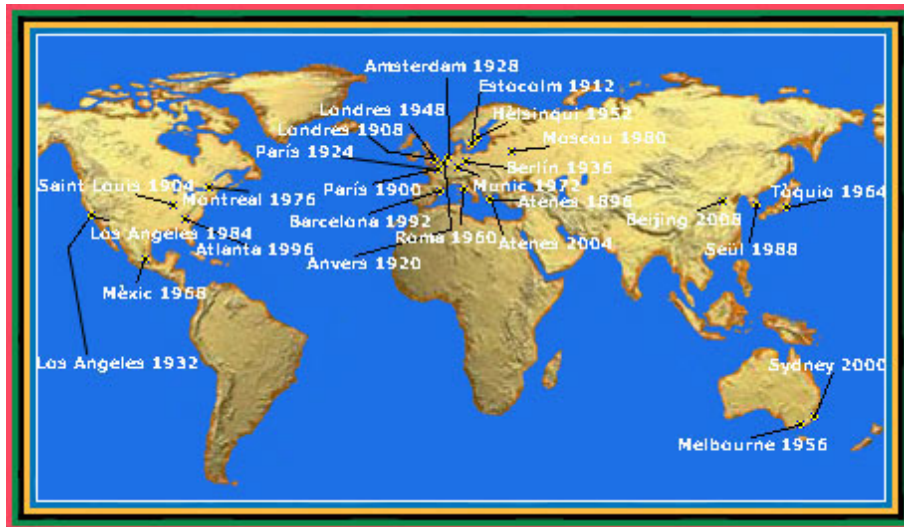 Amsterdam 1928
Estocolm 1912
Londres 1948
Hèlsinqui 1952
Londres 1908
Moscou 1980
París 1924
Berlín 1936
Saint Louis 1904
París 1900
Munic 1972
Montreal 1976
Atenes 1896
Tòquio 1964
Barcelona 1992
Beijing 2008
Los Angeles 1984
Roma 1960
Atenes 2004
Atlanta 1996
Seül 1988
Anvers 1920
Mèxic 1968
Los Angeles 1932
Sydney 2000
Melbourne 1956